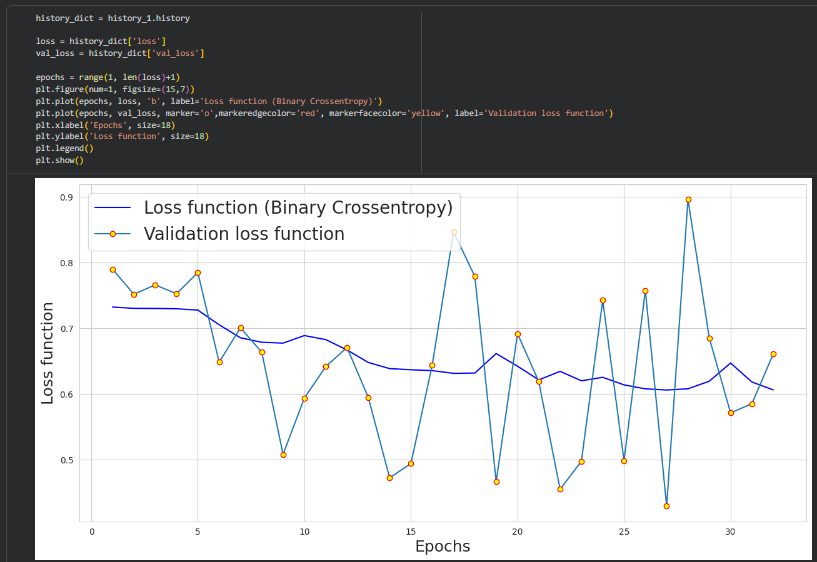 history_dict = history_1.history
loss = history_dict['loss']
val_loss = history_dict['val_loss']
epochs = range(1, len(loss)+1)
plt.figure(num=1, figsize=(15,7))
plt.plot(epochs, loss, 'b', label='Loss function (Binary Crossentropy)')
plt.plot(epochs, val_loss, marker='o',markeredgecolor='red', markerfacecolor='yellow', label='Validation loss function')
plt.xlabel('Epochs', size=18)
plt.ylabel('Loss function', size=18)
plt.legend()
plt.show()
Loss function (Binary Crossentropy)
Validation loss function
0.9
0.8
0.7
0.6
0.5
Loss function
0 5 10 15 20 25 30
Epochs